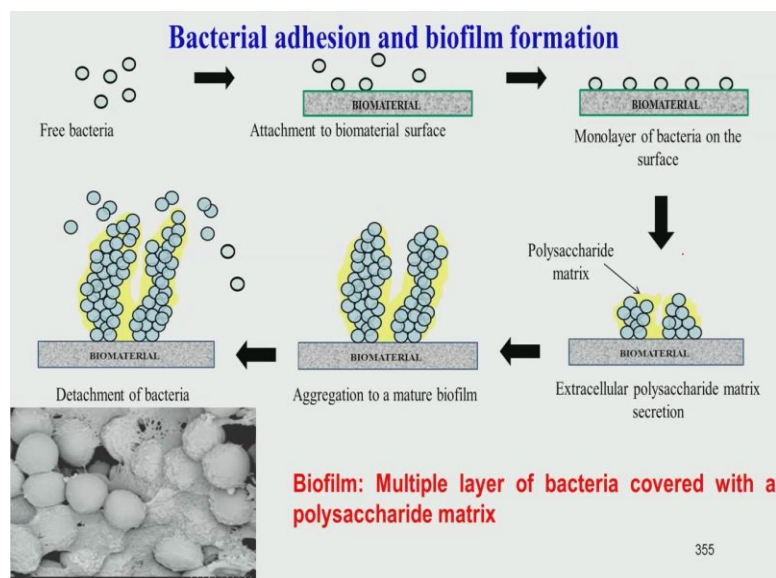 Bacterial adhesion and biofilm formation
Free bacteria
BIOMATERIAL
Attachment to biomaterial surface
BIOMATERIAL
Monolayer of bacteria on the
surface
Polysaccharide
matrix
BIOMATERIAL
Extracellular polysaccharide matrix
secretion
BIOMATERIAL
Aggregation to a mature biofilm
BIOMATERIAL
Detachment of bacteria
Biofilm: Multiple layer of bacteria covered with a
polysaccharide matrix
355